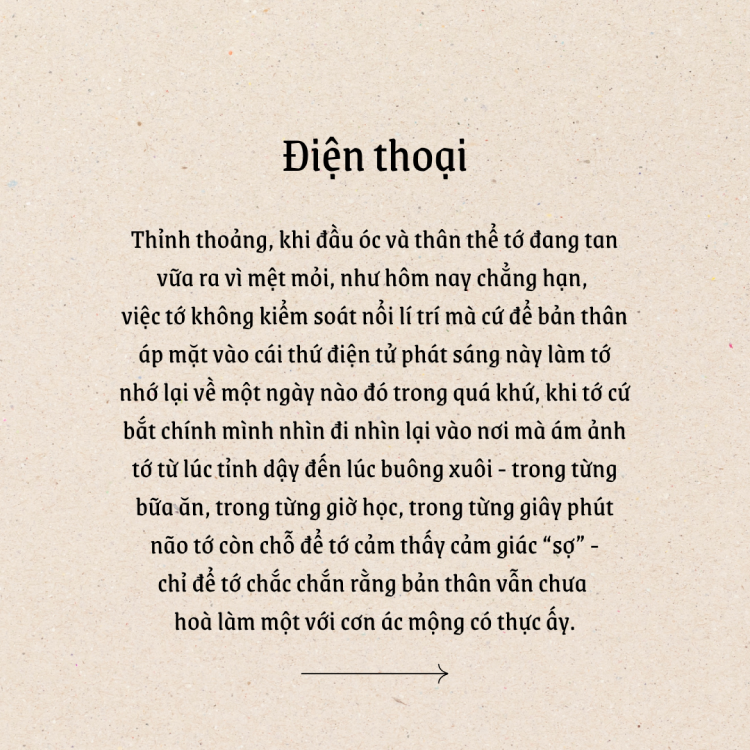 Điện thoại
Thỉnh thoảng, khi đầu óc và thân thể tớ đang tan
vữa ra vì mệt mỏi, như hôm nay chẳng hạn,
việc tớ không kiểm soát nổi lí trí mà cứ để bản thân
áp mặt vào cái thứ điện tử phát sáng này làm tớ
nhớ lại về một ngày nào đó trong quá khứ, khi tớ cứ
bắt chính mình nhìn đi nhìn lại vào nơi mà ám ảnh
tớ từ lúc tỉnh dậy đến lúc buông xuôi - trong từng
bữa ăn, trong từng giờ học, trong từng giây phút
não tớ còn chỗ để tớ cảm thấy cảm giác “sợ” -
chỉ để tớ chắc chắn rằng bản thân vẫn chưa
hoà làm một với cơn ác mộng có thực ấy.